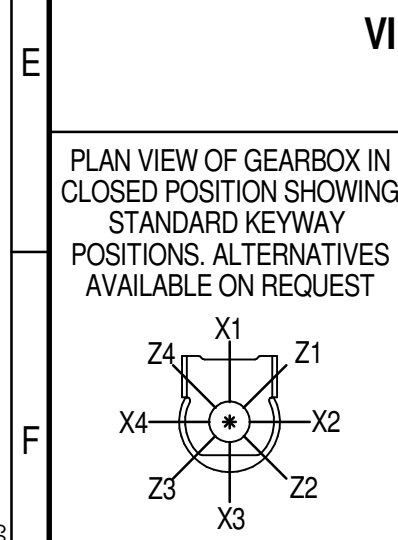 VI
E
PLAN VIEW OF GEARBOX IN
CLOSED POSITION SHOWING
STANDARD KEYWAY
POSITIONS. ALTERNATIVES
AVAILABLE ON REQUEST
X1
Z4 Z1
X4 * X2
F
Z3 Z2
X3